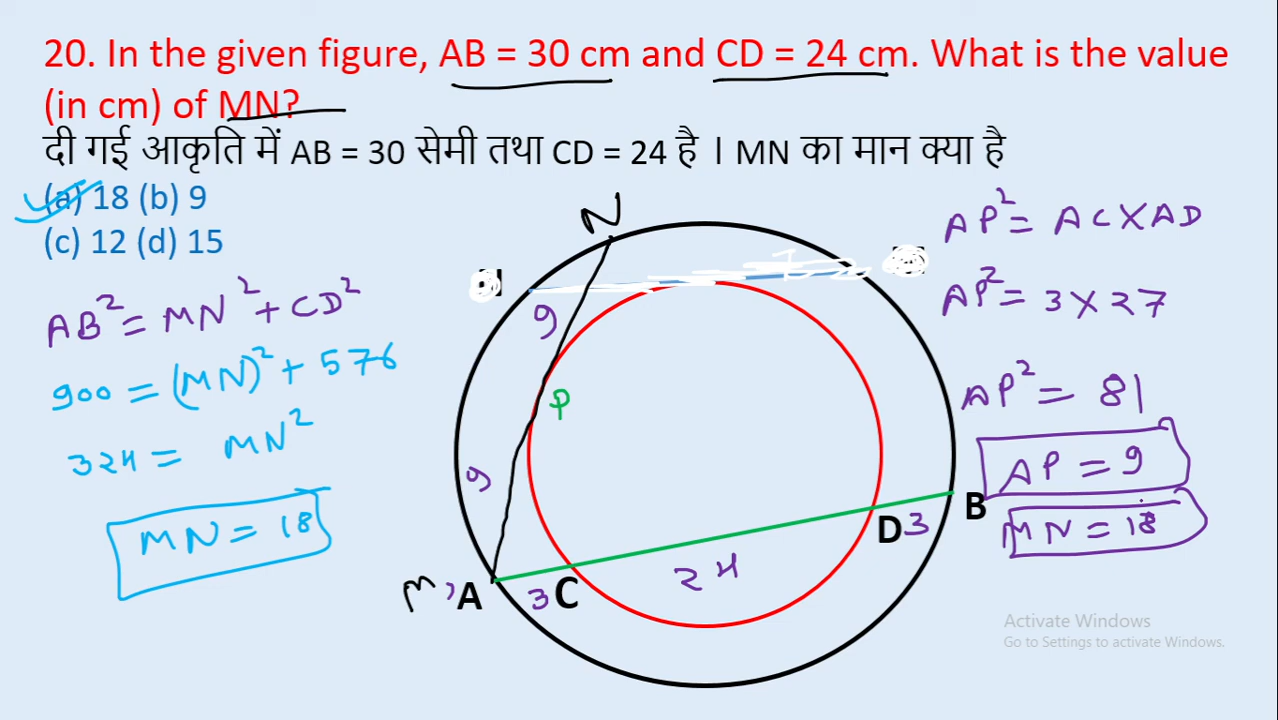 20. In the given figure, AB = 30 cm and CD = 24 cm. What is the value
(in cm) of MN?
दी गई आकृति में AB = 30 सेमी तथा CD = 24 है । MN का मान क्या है
(a) 18 (b) 9
(c) 12 (d) 15
AB² = MN² + CD²
900 = (MN)² + 576
324 = MN²
MN = 18
N
9
P
9
M, A
3 C
24
D 3
B
AP² = AC X AD
AP² = 3 X 27
AP² = 81
AP = 9
MN = 18
Activate Windows
Go to Settings to activate Windows.